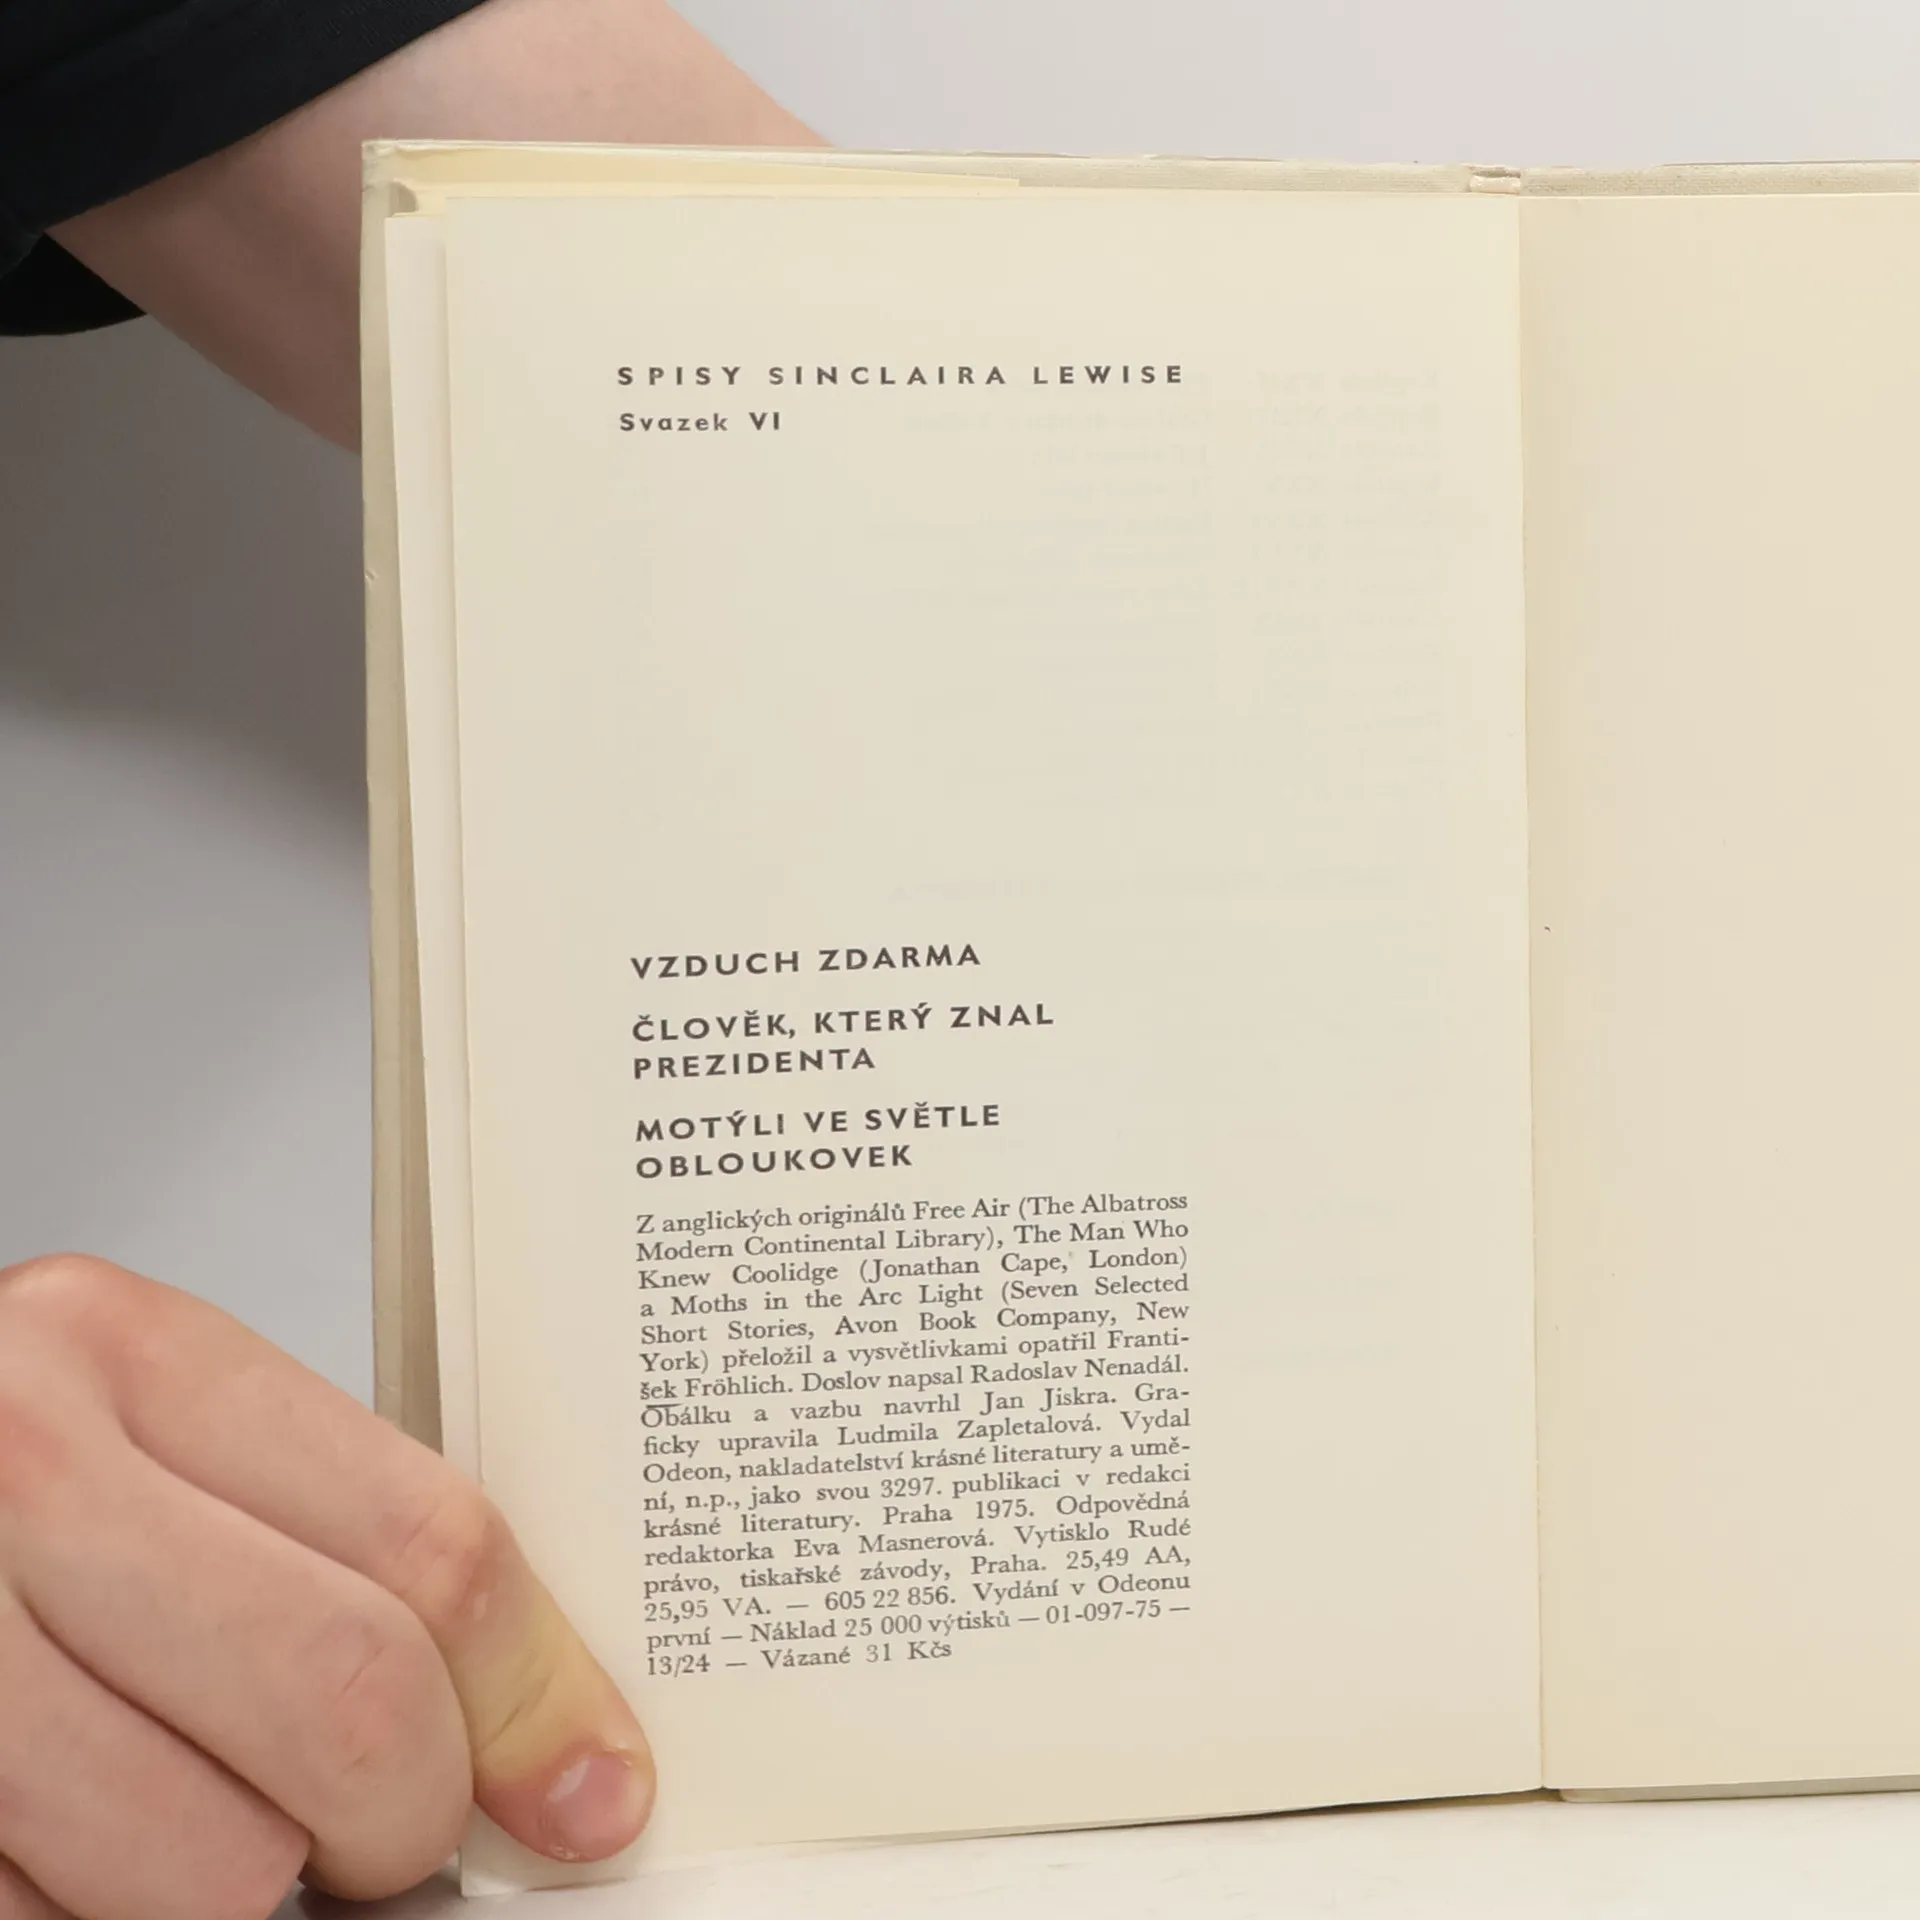 SPISY SINCLAIRA LEWISE
Svazek VI
VZDUCH ZDARMA
ČLOVĚK, KTERÝ ZNAL
PREZIDENTA
MOTÝLI VE SVĚTLE
OBLOUKOVEK
Z anglických originálů Free Air (The Albatross
Modern Continental Library), The Man Who
Knew Coolidge (Jonathan Cape, London)
a Moths in the Arc Light (Seven Selected
Short Stories, Avon Book Company, New
York) přeložil a vysvětlivkami opatřil Franti-
šek Fröhlich. Doslov napsal Radoslav Nenadál.
Obálku a vazbu navrhl Jan Jiskra. Gra-
ficky upravila Ludmila Zapletalová. Vydal
Odeon, nakladatelství krásné literatury a umě-
ní, n.p., jako svou 3297. publikaci v redakci
krásné literatury. Praha 1975. Odpovědná
redaktorka Eva Masnerová. Vytisklo Rudé
právo, tiskařské závody, Praha. 25,49 AA,
25,95 VA. — 605 22 856. Vydání v Odeonu
první — Náklad 25 000 výtisků — 01-097-75 —
13/24 — Vázané 31 Kčs